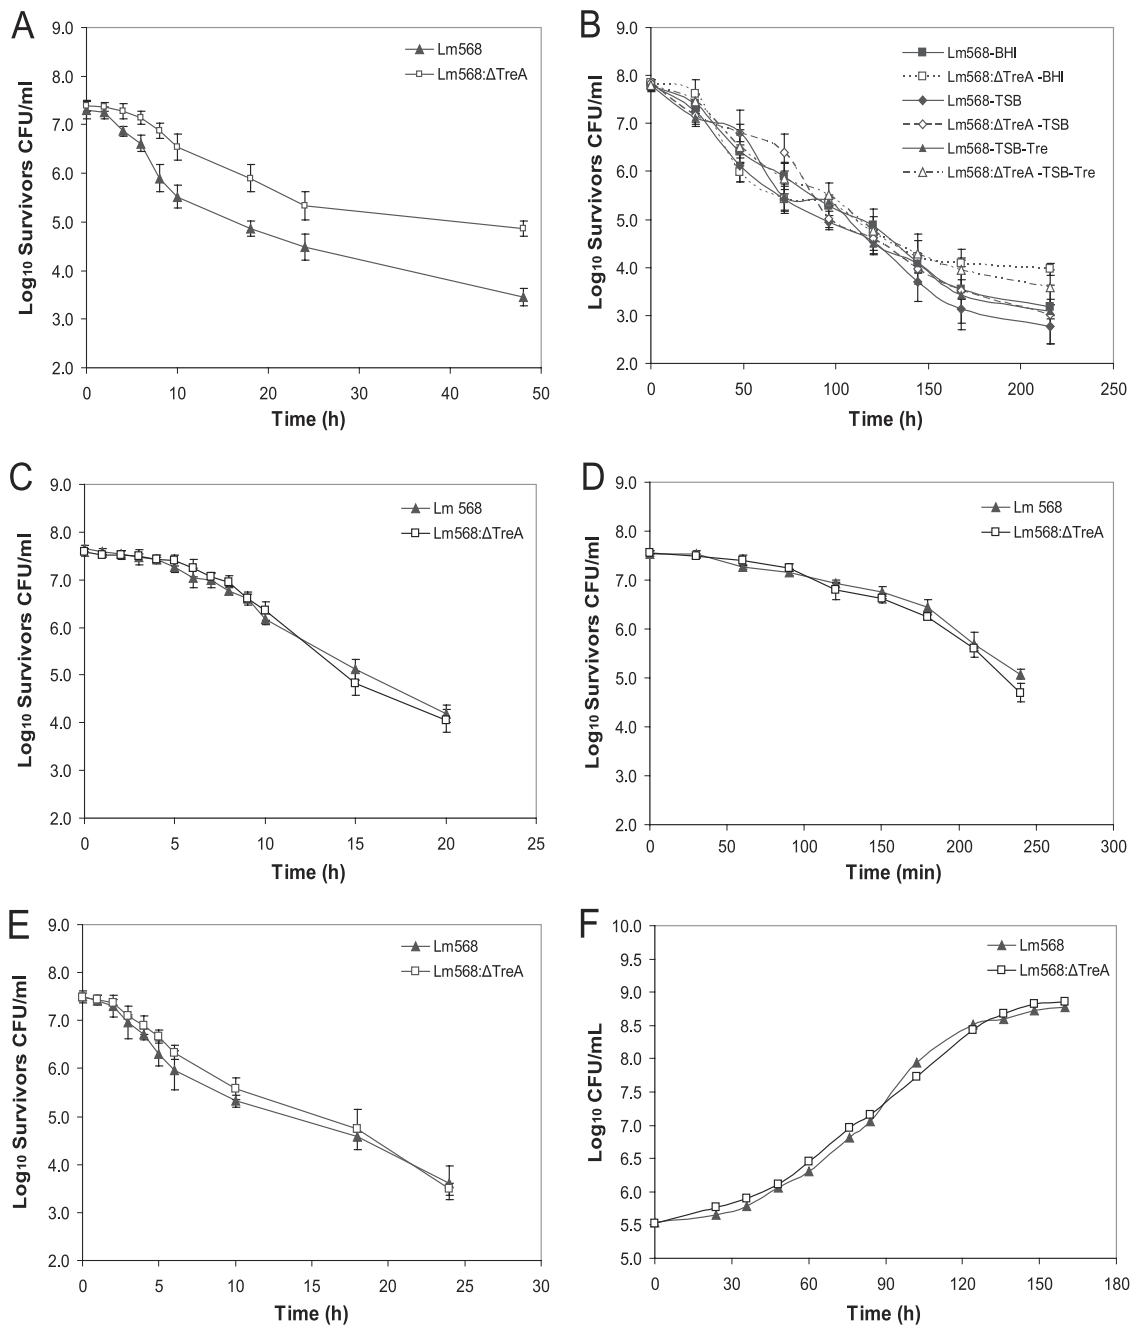 A
Log10 Survivors CFU/ml
9.0
8.0
7.0
6.0
5.0
4.0
3.0
2.0
0
10
20
30
40
50
Time (h)
Lm568
Lm568:ΔTreA
B
Log10 Survivors CFU/ml
9.0
8.0
7.0
6.0
5.0
4.0
3.0
2.0
0
50
100
150
200
250
Time (h)
Lm568-BHI
Lm568:ΔTreA -BHI
Lm568-TSB
Lm568:ΔTreA -TSB
Lm568-TSB-Tre
Lm568:ΔTreA -TSB-Tre
C
Log10 Survivors CFU/ml
9.0
8.0
7.0
6.0
5.0
4.0
3.0
2.0
0
5
10
15
20
25
Time (h)
Lm 568
Lm568:ΔTreA
D
Log10 Survivors CFU/ml
9.0
8.0
7.0
6.0
5.0
4.0
3.0
2.0
0
50
100
150
200
250
300
Time (min)
Lm 568
Lm568:ΔTreA
E
Log10 Survivors CFU/ml
9.0
8.0
7.0
6.0
5.0
4.0
3.0
2.0
0
5
10
15
20
25
30
Time (h)
Lm568
Lm568:ΔTreA
F
Log10 CFU/mL
10.0
9.5
9.0
8.5
8.0
7.5
7.0
6.5
6.0
5.5
5.0
0
30
60
90
120
150
180
Time (h)
Lm568
Lm568:ΔTreA